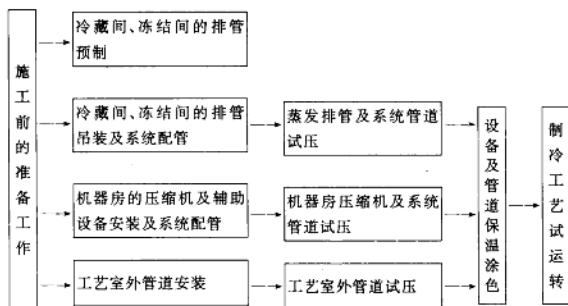 施工前的准备工作
冷藏间、冻结间的排管
预制
冷藏间、冻结间的排管
吊装及系统配管
蒸发排管及系统管道
试压
机器房的压缩机及辅助
设备安装及系统配管
机器房压缩机及系统
管道试压
工艺室外管道安装
工艺室外管道试压
设备及管道保温涂色
制冷工艺试运转